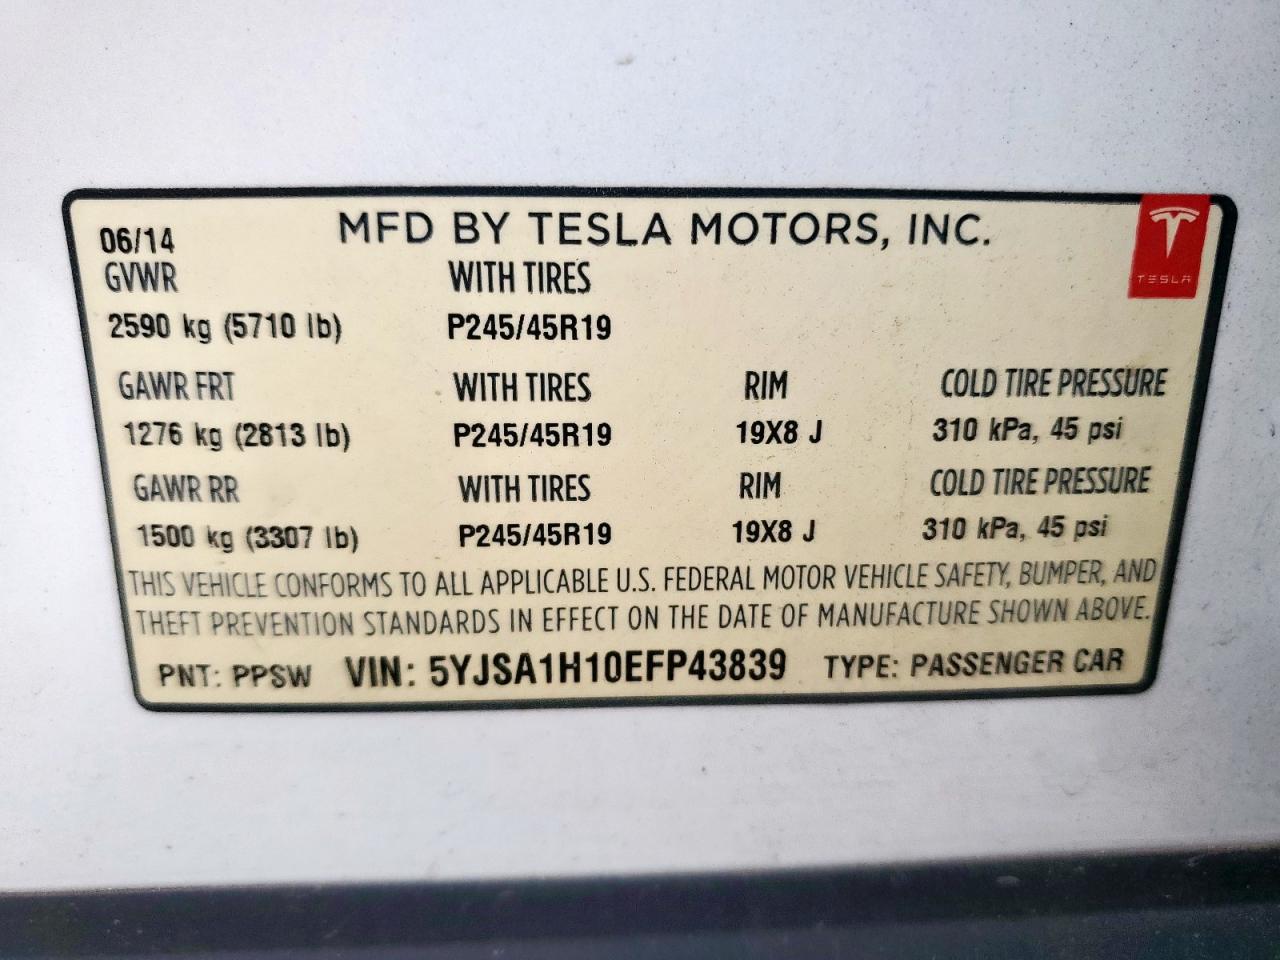 MFD BY TESLA MOTORS, INC.
06/14
TESLA
GVWR WITH TIRES
2590 kg (5710 lb) P245/45R19
GAWR FRT WITH TIRES RIM COLD TIRE PRESSURE
1276 kg (2813 lb) P245/45R19 19X8 J 310 kPa, 45 psi
GAWR RR WITH TIRES RIM COLD TIRE PRESSURE
1500 kg (3307 lb) P245/45R19 19X8 J 310 kPa, 45 psi
THIS VEHICLE CONFORMS TO ALL APPLICABLE U.S. FEDERAL MOTOR VEHICLE SAFETY, BUMPER, AND
THEFT PREVENTION STANDARDS IN EFFECT ON THE DATE OF MANUFACTURE SHOWN ABOVE.
PNT: PPSW VIN: 5YJSA1H10EFP43839 TYPE: PASSENGER CAR